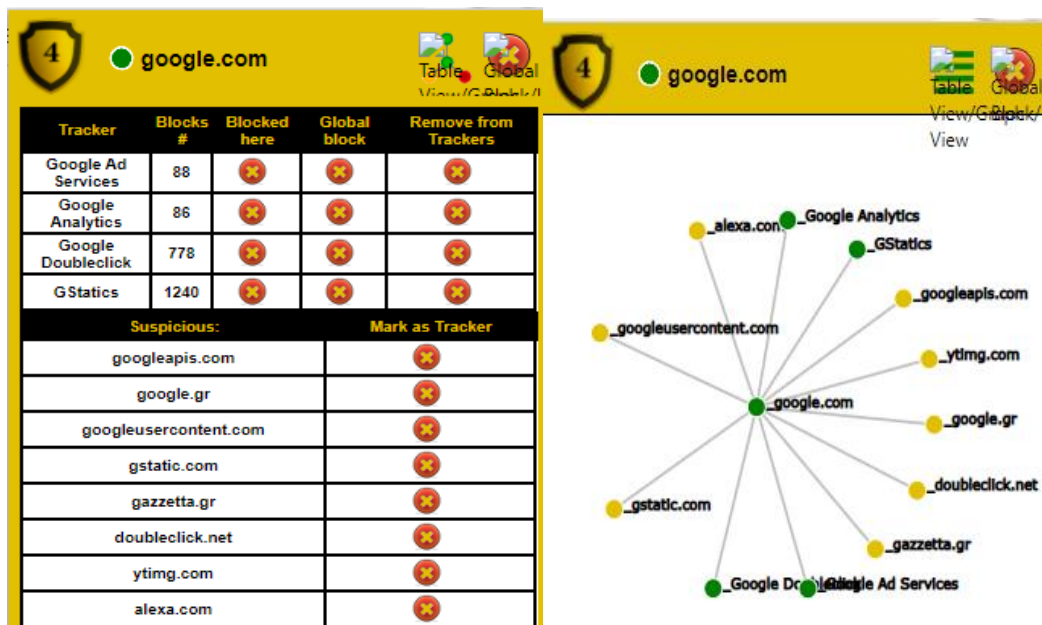 4
google.com
Table
Global
Tracker
Blocks #
Blocked here
Global block
Remove from Trackers
Google Ad Services
88
Google Analytics
86
Google Doubleclick
778
GStatics
1240
Suspicious:
Mark as Tracker
googleapis.com
google.gr
googleusercontent.com
gstatic.com
gazzetta.gr
doubleclick.net
ytimg.com
alexa.com
4
google.com
Table
Global
View
_alexa.com
_Google Analytics
_GStatics
_googleapis.com
_googleusercontent.com
_ytimg.com
_google.com
_google.gr
_doubleclick.net
_gstatic.com
_gazzetta.gr
_Google
Ad Services